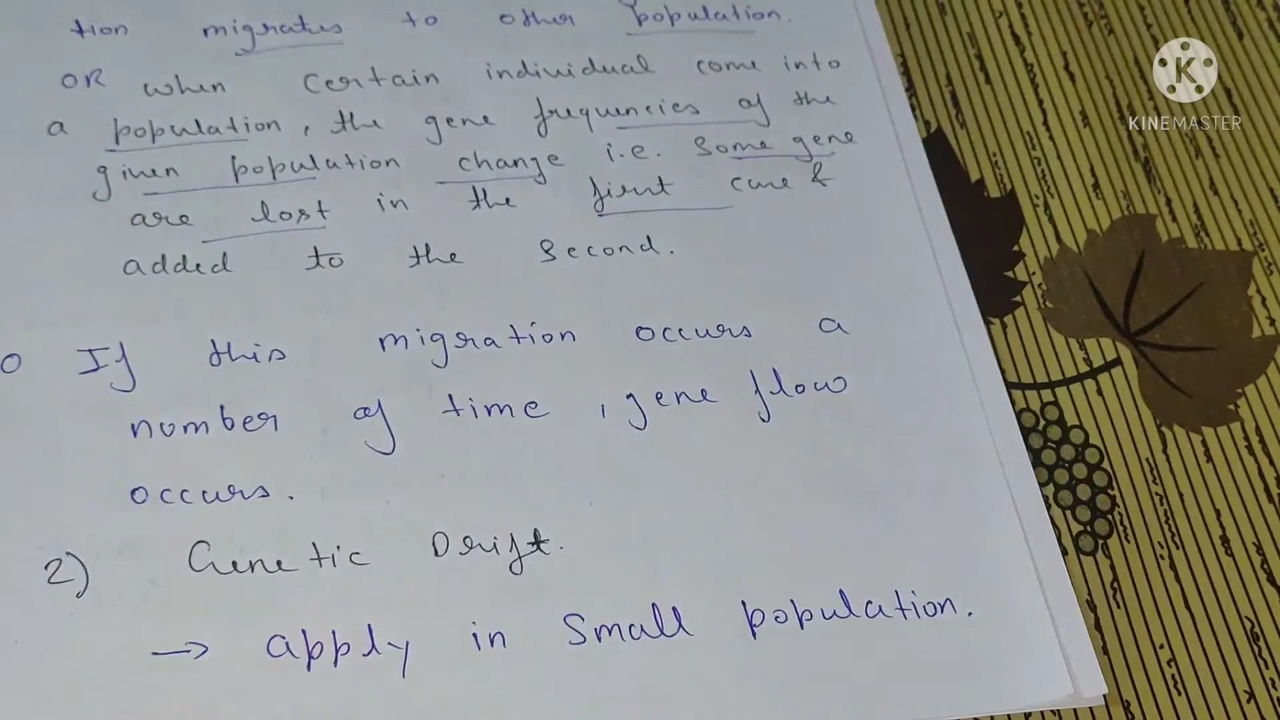 tion migrates to other population.
OR when certain individual come into
a population, the gene frequencies of the
given population change i.e. some gene
are lost in the first case &
added to the second.
o If this migration occurs a
number of time, gene flow
occurs.
2) Genetic Drift.
→ apply in small population.
K
KINEMASTER